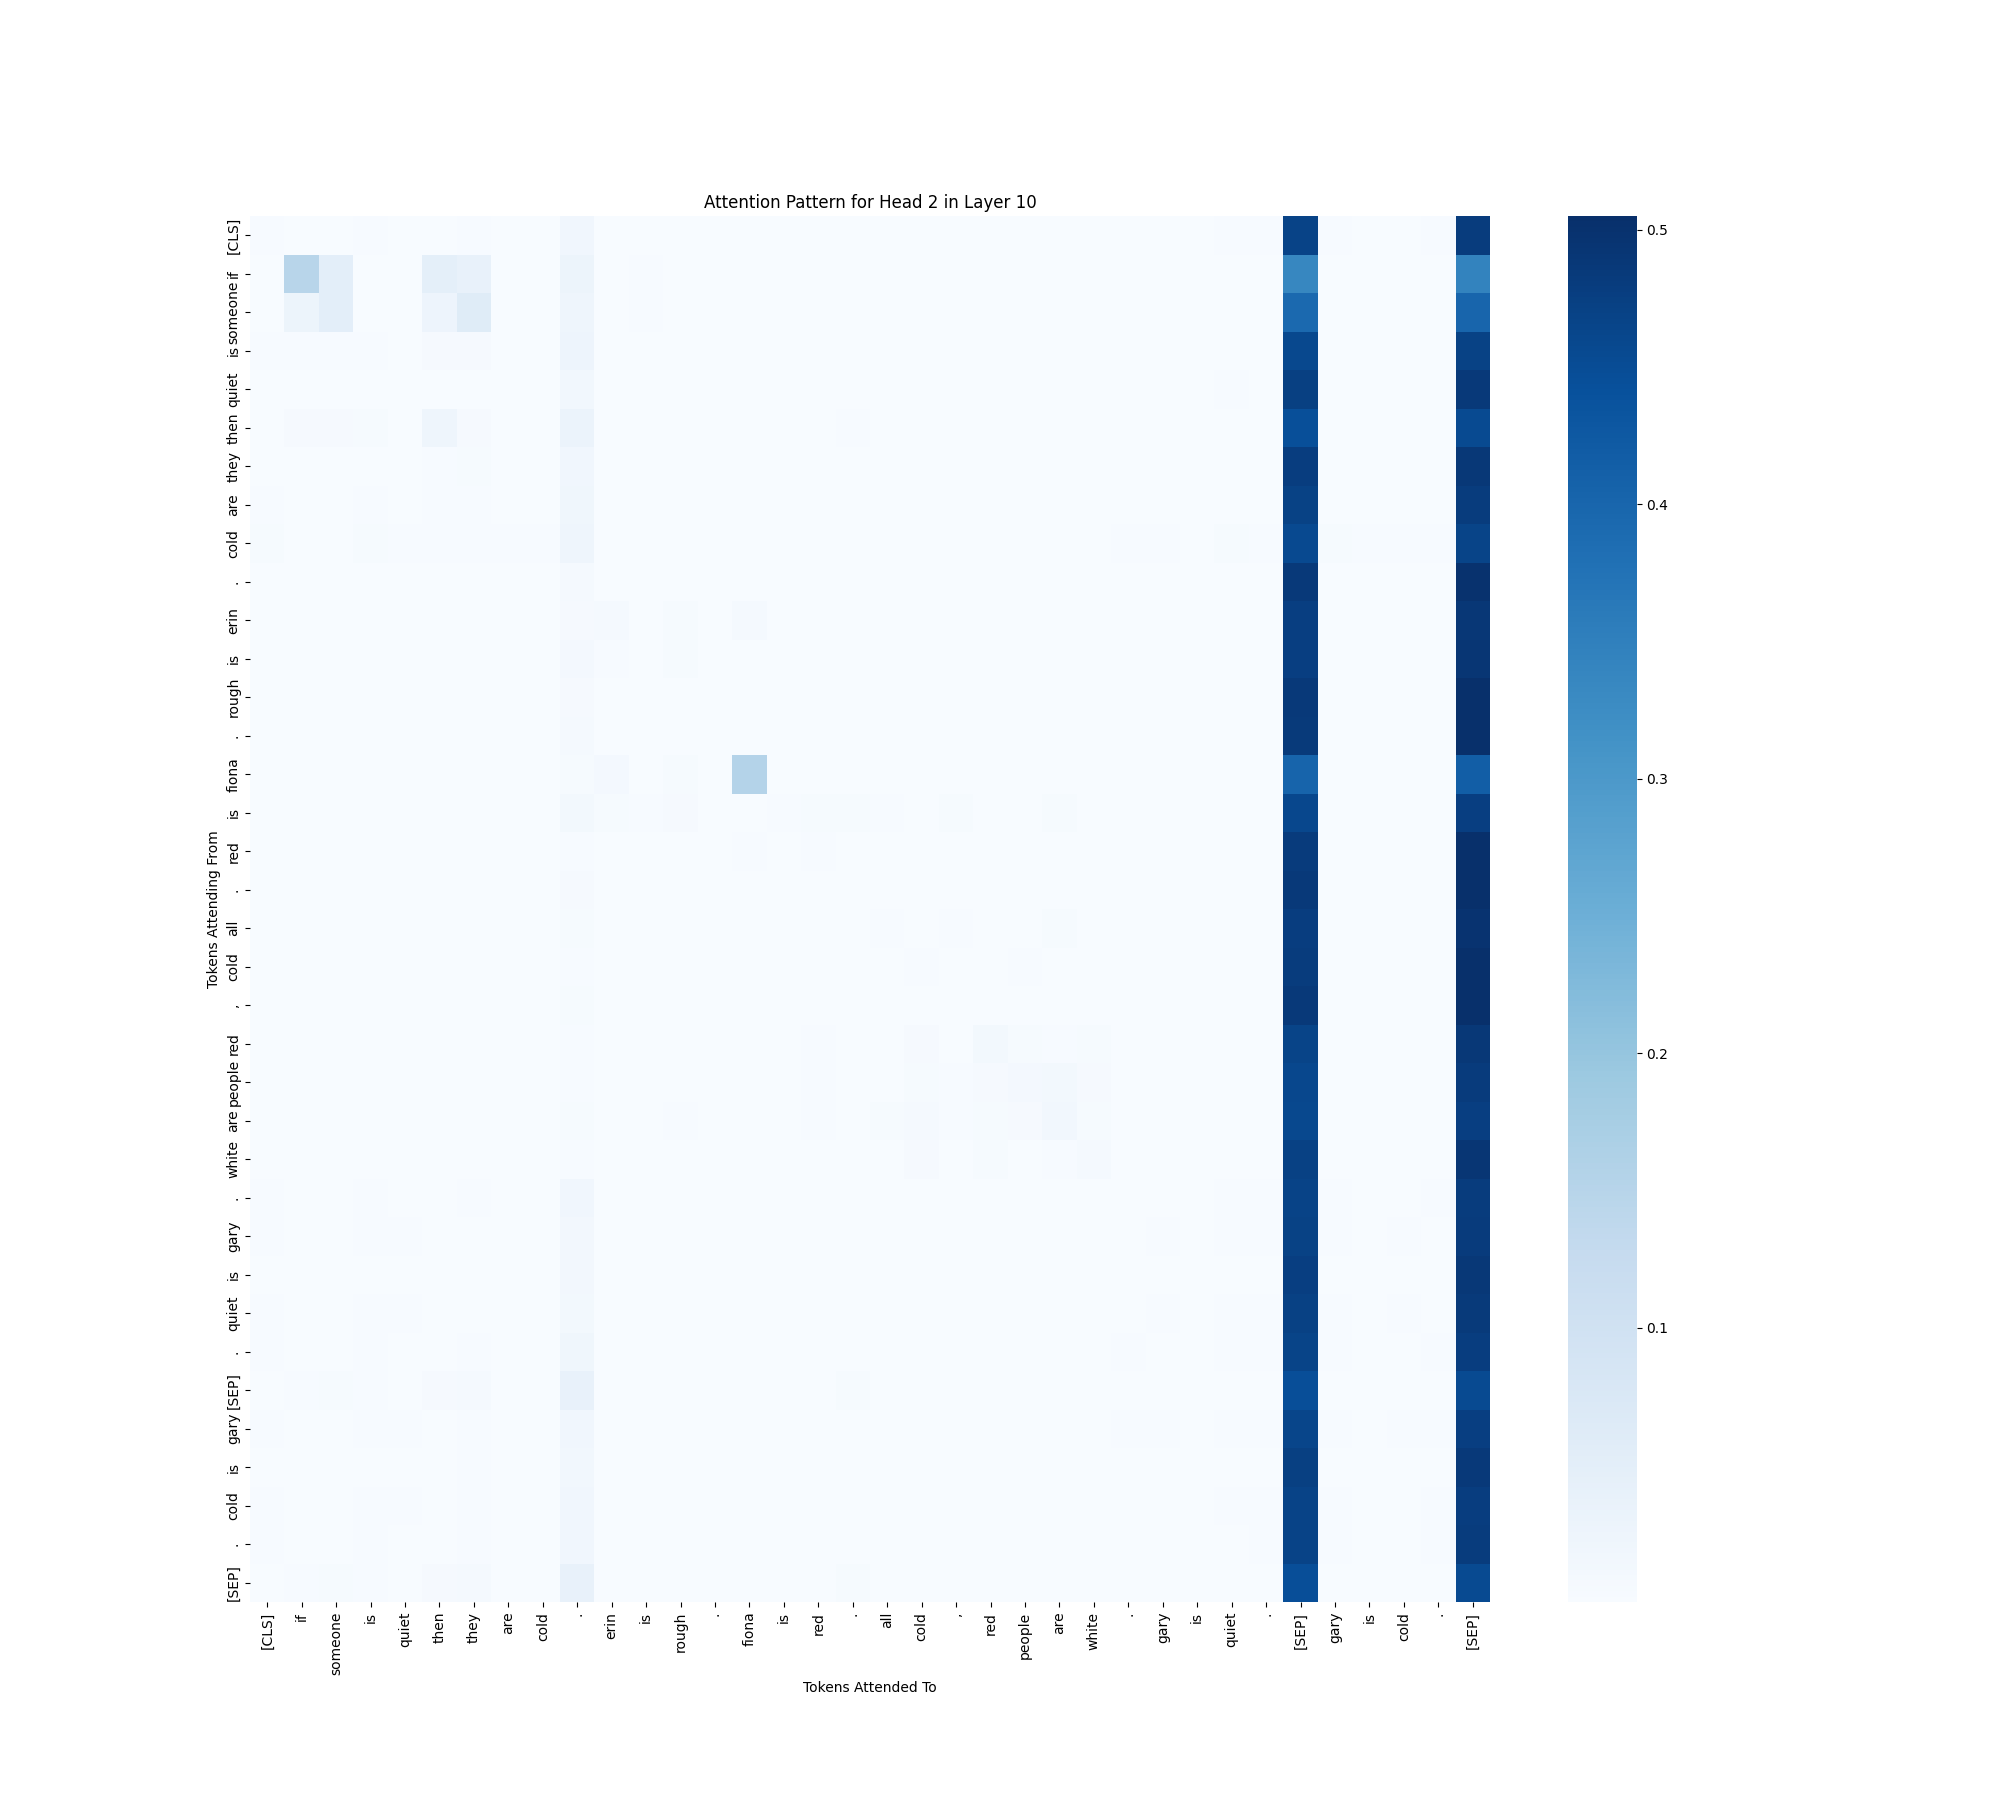 Attention Pattern for Head 2 in Layer 10
Tokens Attending From
[CLS]
if
someone
is
quiet
then
they
are
cold
.
erin
is
rough
.
fiona
is
red
.
all
cold
,
red
people
are
white
.
gary
is
quiet
.
[SEP]
gary
is
cold
.
[SEP]
[CLS] if someone is quiet then they are cold . erin is rough . fiona is red . all cold , red people are white . gary is quiet . [SEP] gary is cold . [SEP]
Tokens Attended To
0.5
0.4
0.3
0.2
0.1